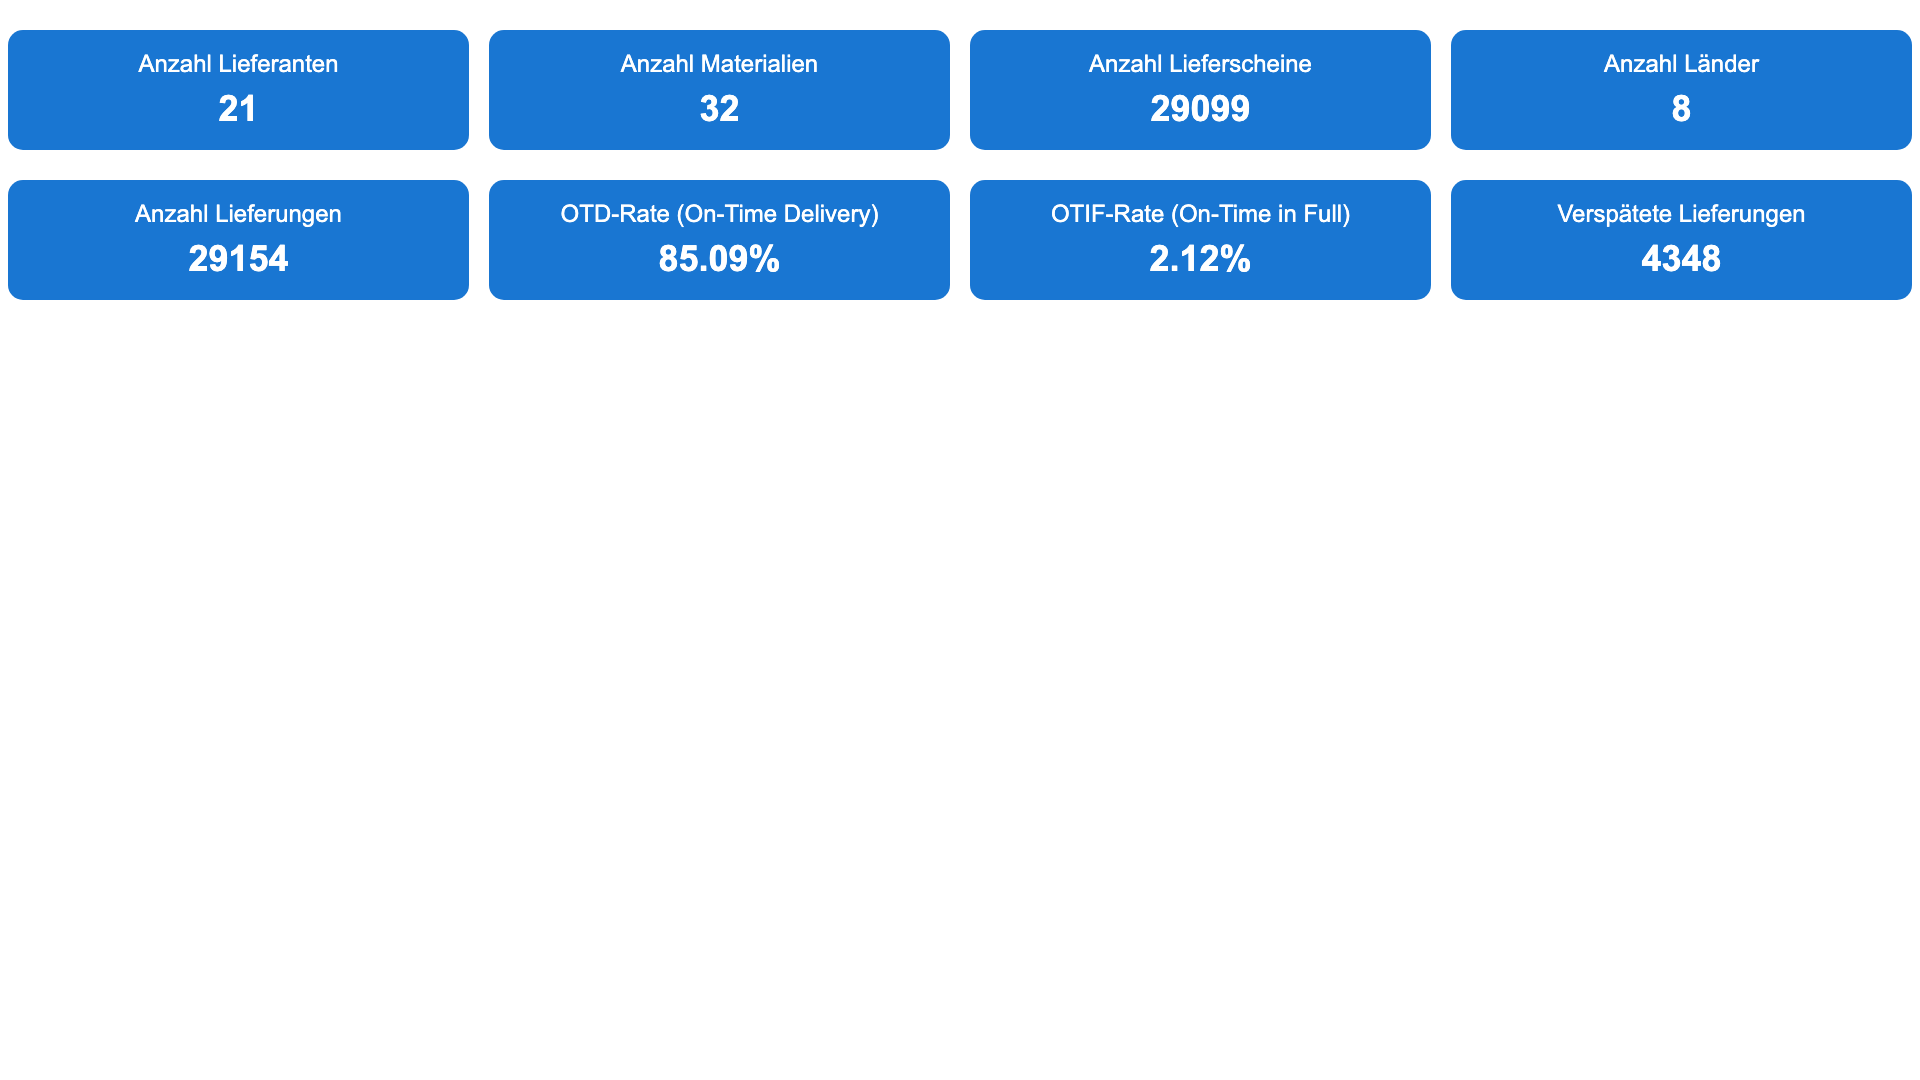 Anzahl Lieferanten
21
Anzahl Materialien
32
Anzahl Lieferscheine
29099
Anzahl Länder
8
Anzahl Lieferungen
29154
OTD-Rate (On-Time Delivery)
85.09%
OTIF-Rate (On-Time in Full)
2.12%
Verspätete Lieferungen
4348